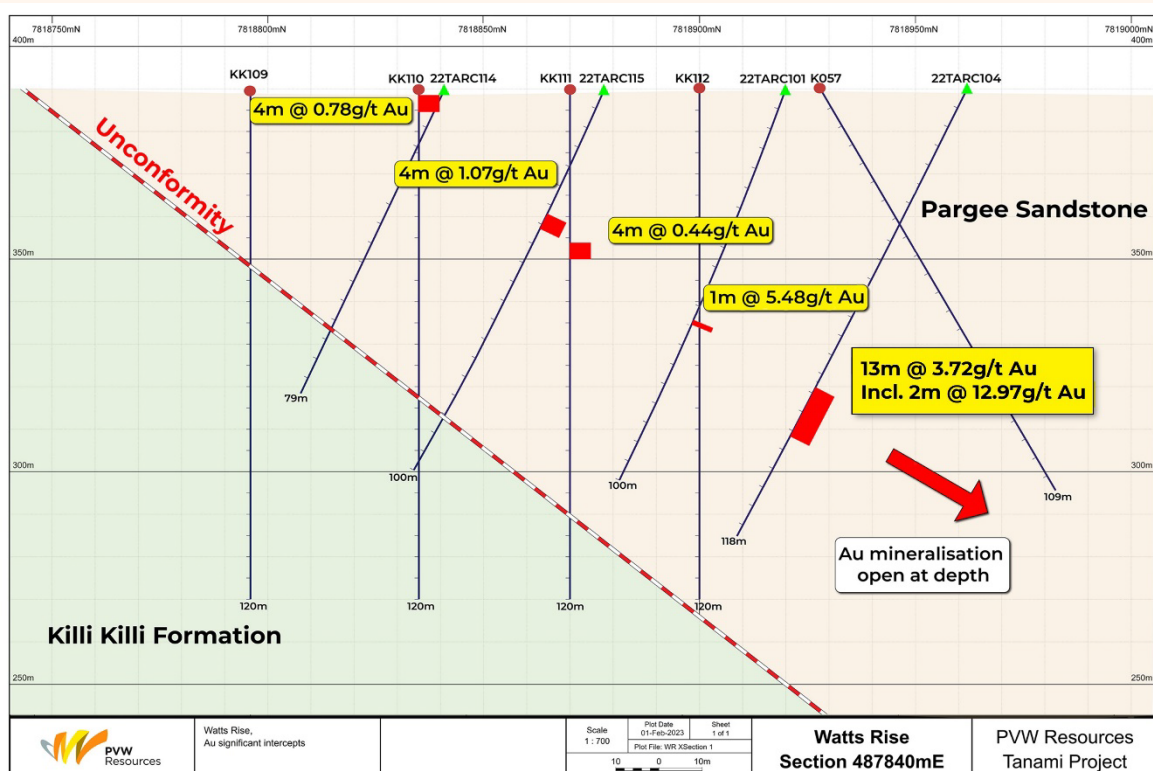 7818750mN 7818800mN 7818850mN 7818900mN 7818950mN 7819000mN
400m 400m
KK109 KK110 22TARC114 KK111 22TARC115 KK112 22TARC101 K057 22TARC104
4m @ 0.78g/t Au
Unconformity
4m @ 1.07g/t Au
Pargee Sandstone
4m @ 0.44g/t Au
350m 350m
1m @ 5.48g/t Au
13m @ 3.72g/t Au
Incl. 2m @ 12.97g/t Au
79m
300m 300m
100m
100m
109m
118m
Au mineralisation
open at depth
120m 120m 120m 120m
Killi Killi Formation
250m 250m
PVW
Resources
Watts Rise,
Au significant intercepts
Scale
1 : 700
Plot Date
01-Feb-2023
Sheet
1 of 1
Plot File: WR XSection 1
10 0 10m
Watts Rise
Section 487840mE
PVW Resources
Tanami Project